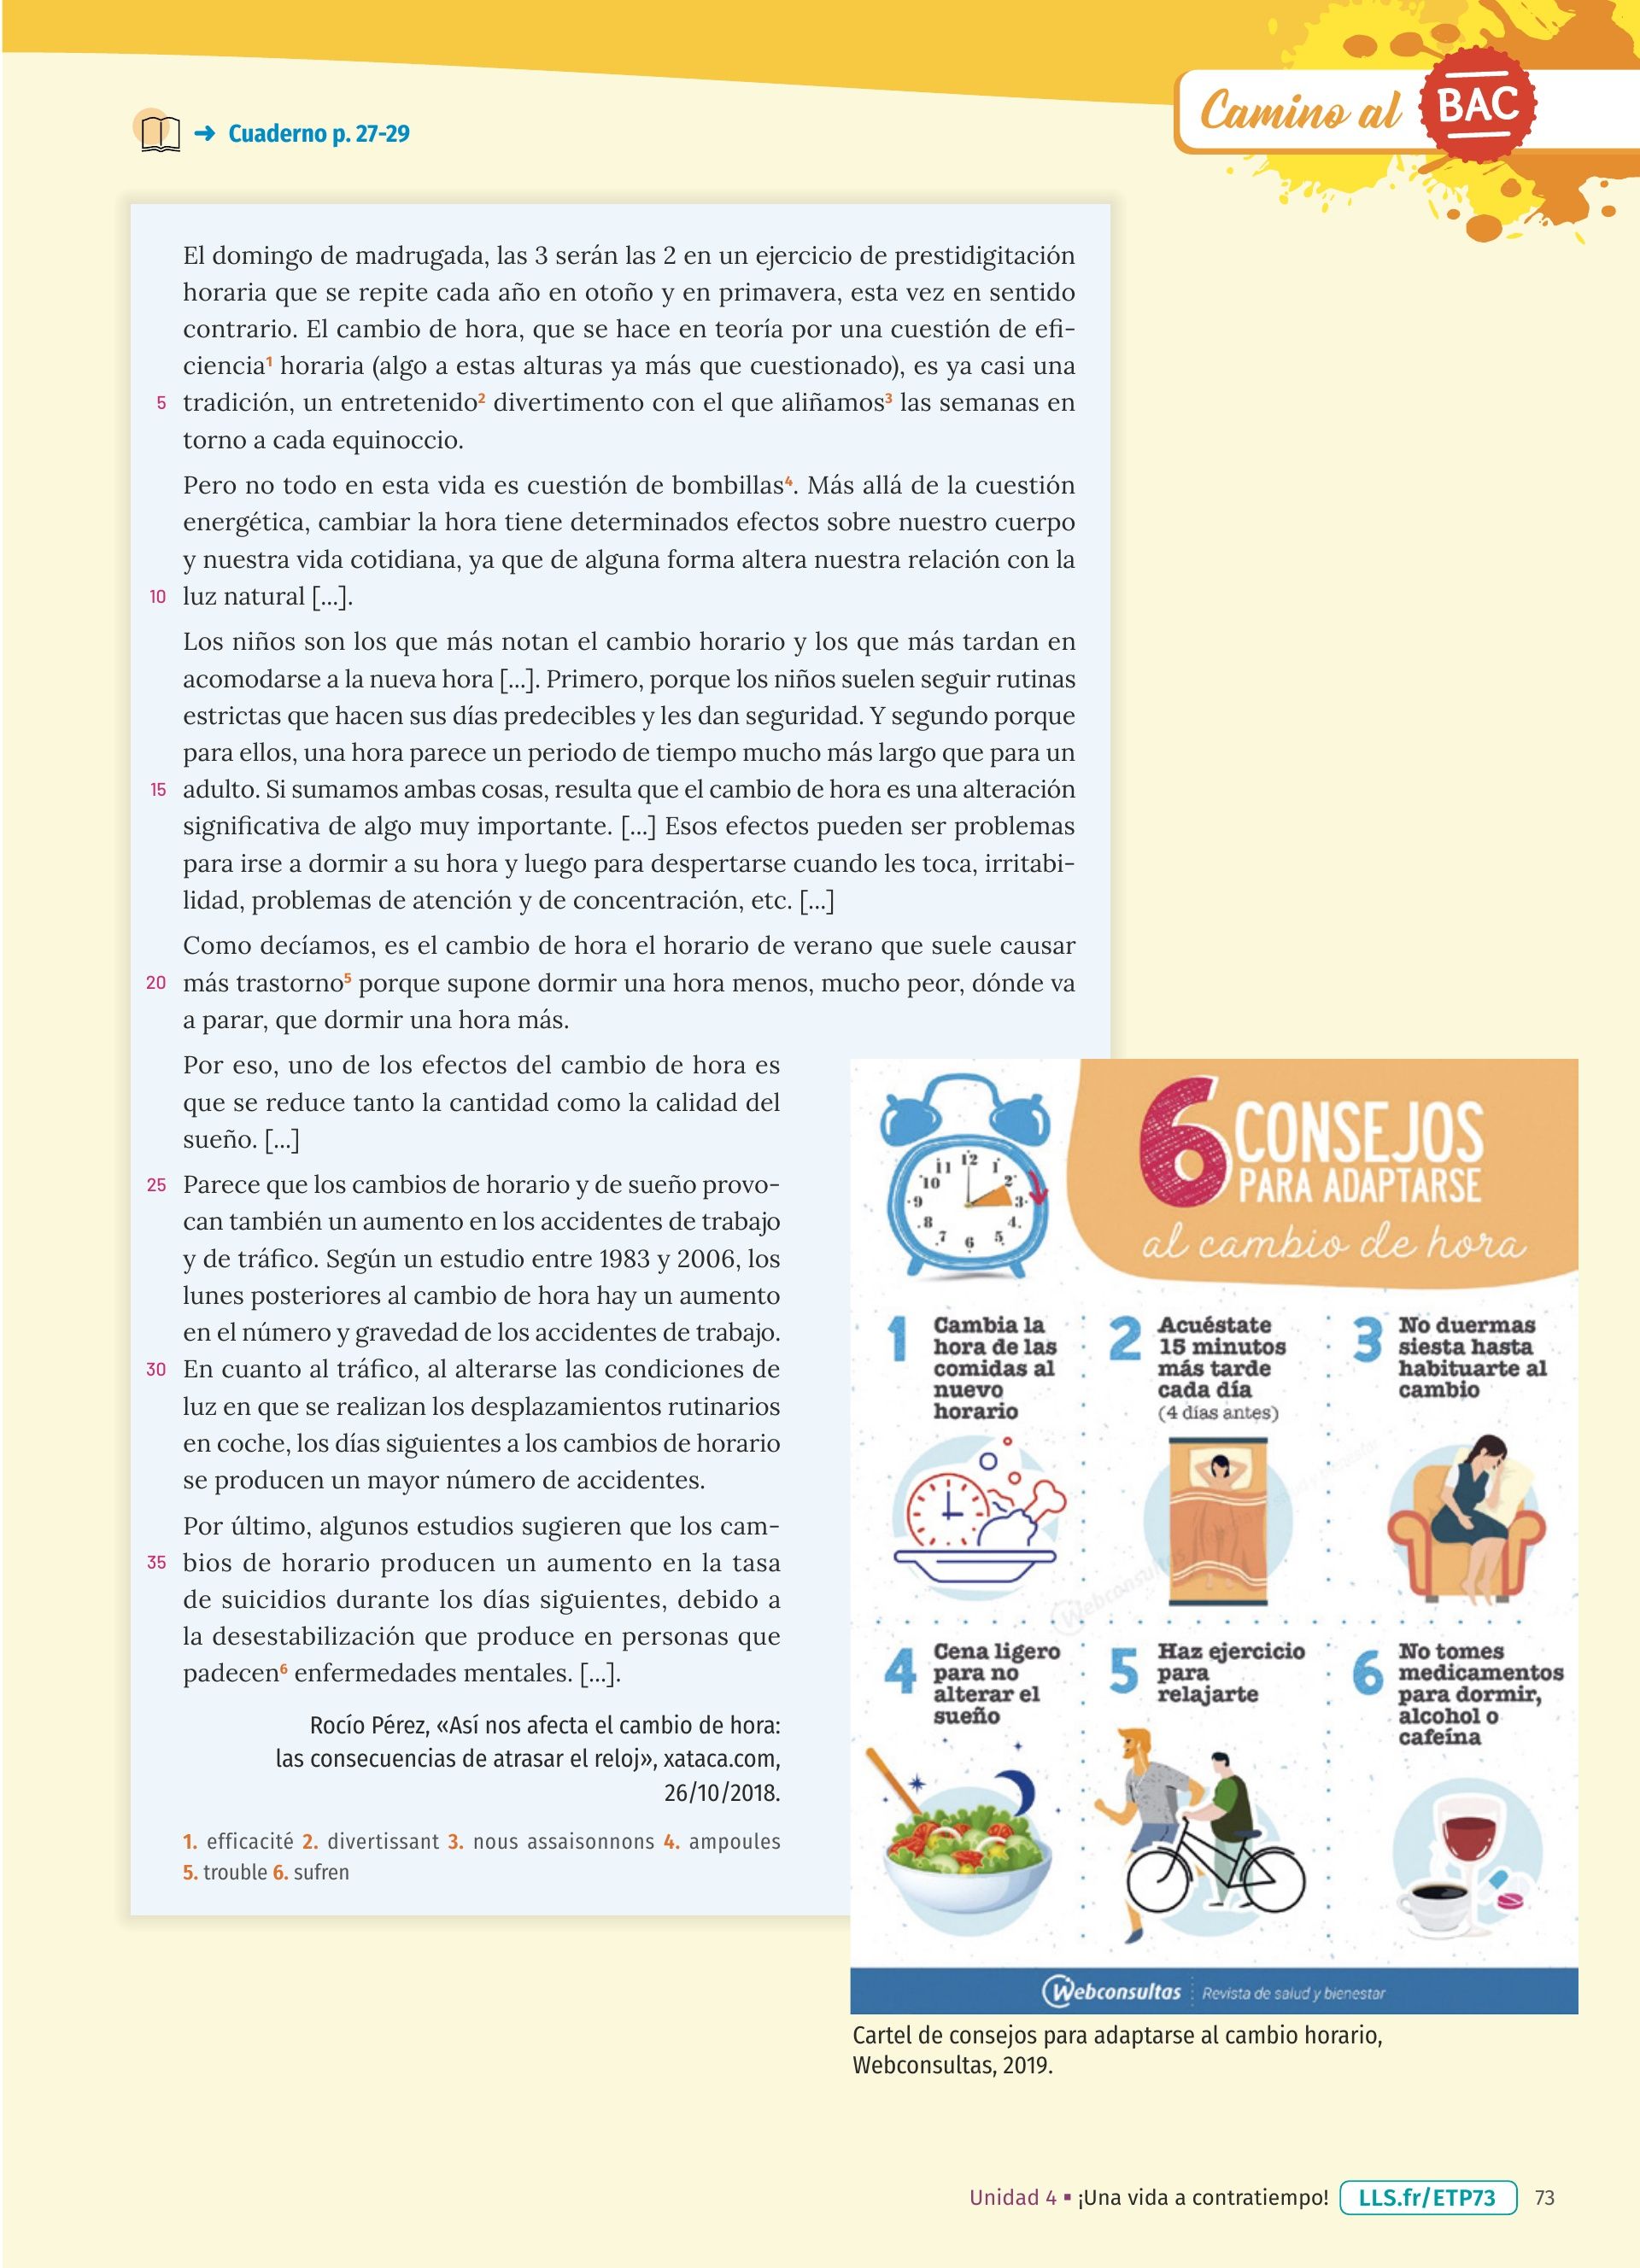 Camino al BAC
→ Cuaderno p. 27-29
El domingo de madrugada, las 3 serán las 2 en un ejercicio de prestidigitación
horaria que se repite cada año en otoño y en primavera, esta vez en sentido
contrario. El cambio de hora, que se hace en teoría por una cuestión de efi-
ciencia¹ horaria (algo a estas alturas ya más que cuestionado), es ya casi una
5 tradición, un entretenido² divertimento con el que aliñamos³ las semanas en
torno a cada equinoccio.
Pero no todo en esta vida es cuestión de bombillas⁴. Más allá de la cuestión
energética, cambiar la hora tiene determinados efectos sobre nuestro cuerpo
y nuestra vida cotidiana, ya que de alguna forma altera nuestra relación con la
10 luz natural [...].
Los niños son los que más notan el cambio horario y los que más tardan en
acomodarse a la nueva hora [...]. Primero, porque los niños suelen seguir rutinas
estrictas que hacen sus días predecibles y les dan seguridad. Y segundo porque
para ellos, una hora parece un periodo de tiempo mucho más largo que para un
15 adulto. Si sumamos ambas cosas, resulta que el cambio de hora es una alteración
significativa de algo muy importante. [...] Esos efectos pueden ser problemas
para irse a dormir a su hora y luego para despertarse cuando les toca, irritabi-
lidad, problemas de atención y de concentración, etc. [...]
Como decíamos, es el cambio de hora el horario de verano que suele causar
20 más trastorno⁵ porque supone dormir una hora menos, mucho peor, dónde va
a parar, que dormir una hora más.
Por eso, uno de los efectos del cambio de hora es
que se reduce tanto la cantidad como la calidad del
sueño. [...]
25 Parece que los cambios de horario y de sueño provo-
can también un aumento en los accidentes de trabajo
y de tráfico. Según un estudio entre 1983 y 2006, los
lunes posteriores al cambio de hora hay un aumento
en el número y gravedad de los accidentes de trabajo.
30 En cuanto al tráfico, al alterarse las condiciones de
luz en que se realizan los desplazamientos rutinarios
en coche, los días siguientes a los cambios de horario
se producen un mayor número de accidentes.
Por último, algunos estudios sugieren que los cam-
35 bios de horario producen un aumento en la tasa
de suicidios durante los días siguientes, debido a
la desestabilización que produce en personas que
padecen⁶ enfermedades mentales. [...].
Rocío Pérez, «Así nos afecta el cambio de hora:
las consecuencias de atrasar el reloj», xataca.com,
26/10/2018.
1. efficacité 2. divertissant 3. nous assaisonnons 4. ampoules
5. trouble 6. sufren
12 1 2 3 4 5 6 7 8 9 10 11
6 CONSEJOS
PARA ADAPTARSE
al cambio de hora
1 Cambia la
hora de las
comidas al
nuevo
horario
2 Acuéstate
15 minutos
más tarde
cada día
(4 días antes)
3 No duermas
siesta hasta
habituarte al
cambio
4 Cena ligero
para no
alterar el
sueño
5 Haz ejercicio
para
relajarte
6 No tomes
medicamentos
para dormir,
alcohol o
cafeína
Webconsultas
Webconsultas Revista de salud y bienestar
Cartel de consejos para adaptarse al cambio horario,
Webconsultas, 2019.
Unidad 4 ▪ ¡Una vida a contratiempo! LLS.fr/ETP73 73